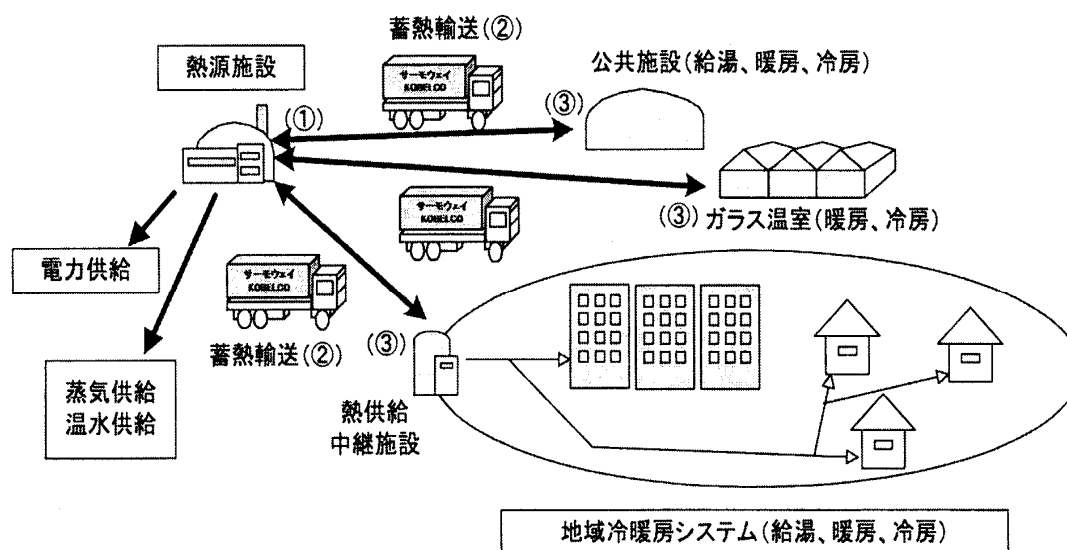 蓄熱輸送(②)
熱源施設
サーモウェイ
KOBELCO
公共施設(給湯、暖房、冷房)
(①)
(③)
サーモウェイ
KOBELCO
(③)ガラス温室(暖房、冷房)
電力供給
サーモウェイ
KOBELCO
蓄熱輸送(②)
(③)
蒸気供給
温水供給
熱供給
中継施設
地域冷暖房システム(給湯、暖房、冷房)